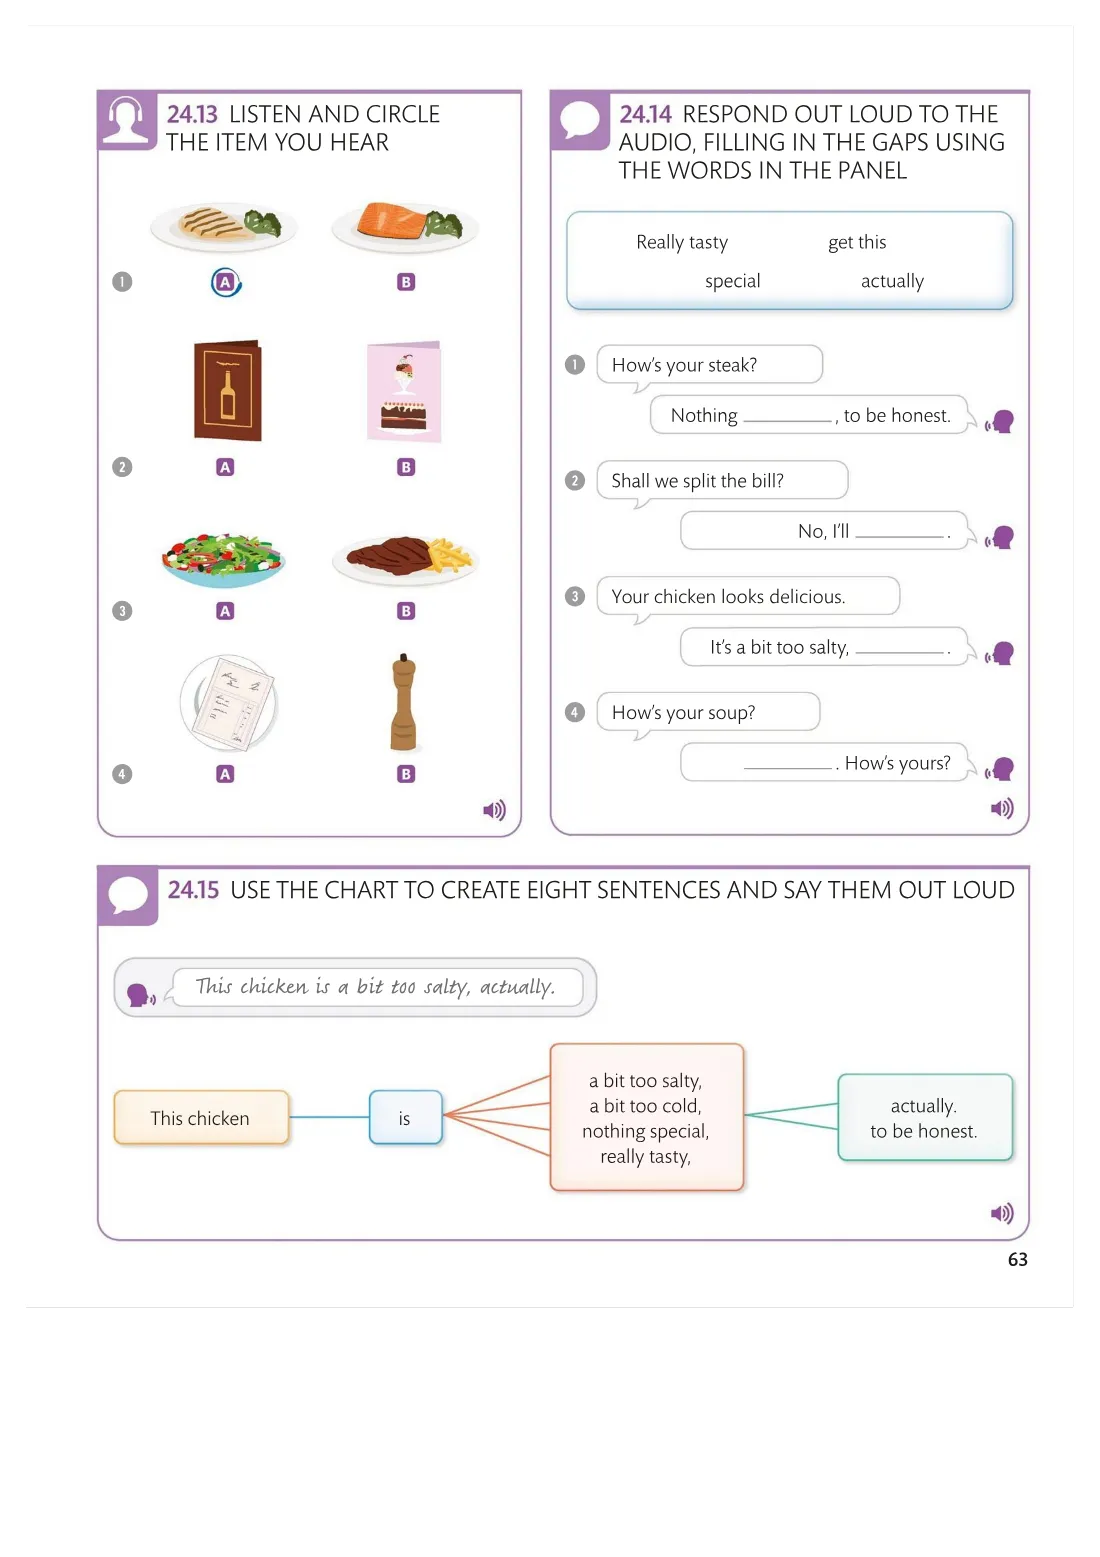 24.13 LISTEN AND CIRCLE
THE ITEM YOU HEAR
1
A
B
2
A
B
3
A
B
4
A
B
24.14 RESPOND OUT LOUD TO THE
AUDIO, FILLING IN THE GAPS USING
THE WORDS IN THE PANEL
Really tasty get this
special actually
1 How's your steak?
Nothing __________ , to be honest.
2 Shall we split the bill?
No, I'll __________ .
3 Your chicken looks delicious.
It's a bit too salty, __________ .
4 How's your soup?
__________ . How's yours?
24.15 USE THE CHART TO CREATE EIGHT SENTENCES AND SAY THEM OUT LOUD
This chicken is a bit too salty, actually.
This chicken
is
a bit too salty,
a bit too cold,
nothing special,
really tasty,
actually.
to be honest.
63